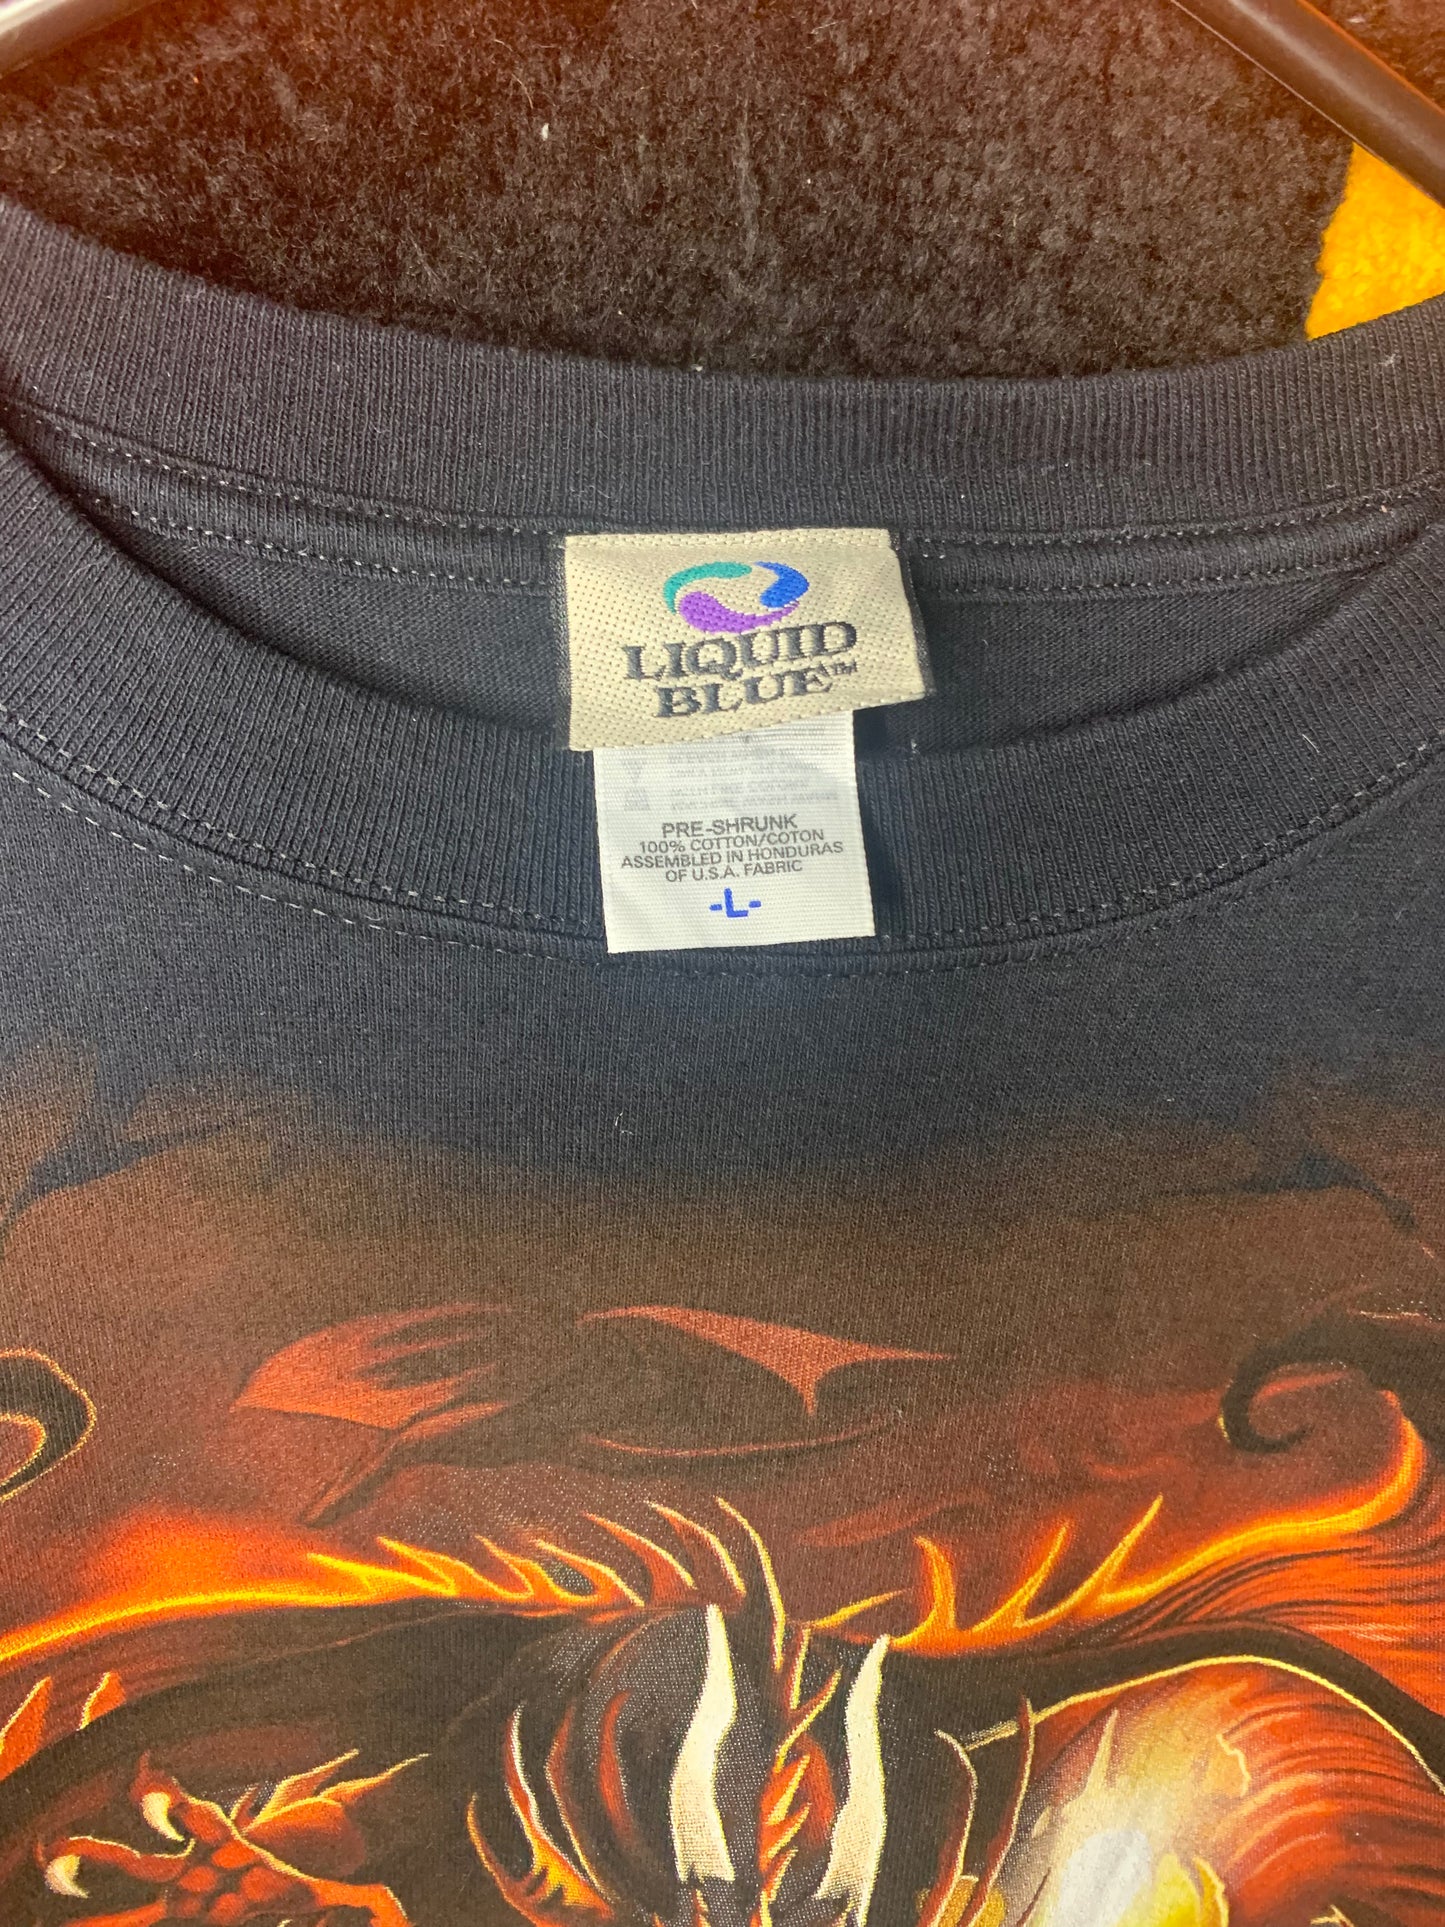 LIQUID
BLUE™
PRE-SHRUNK
100% COTTON/COTON
ASSEMBLED IN HONDURAS
OF U.S.A. FABRIC
-L-